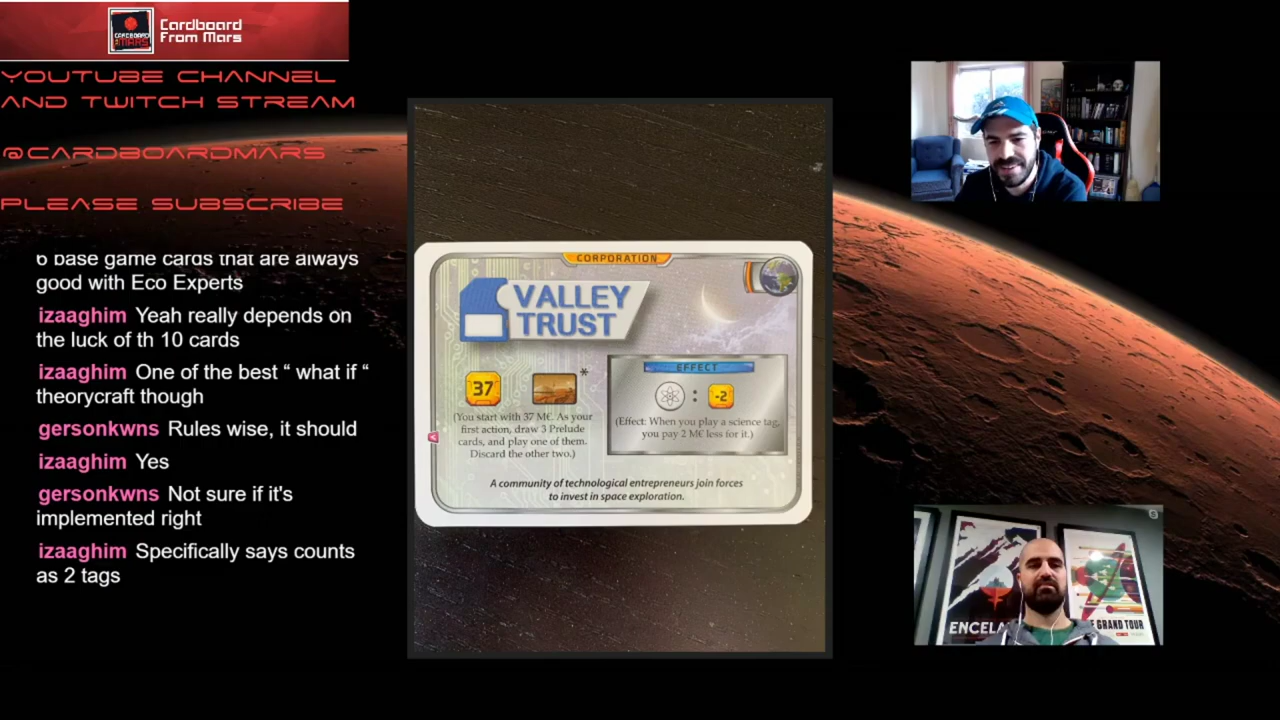 CARDBOARD
MARS
Cardboard
From Mars
YOUTUBE CHANNEL
AND TWITCH STREAM
@CARDBOARDMARS
PLEASE SUBSCRIBE
6 base game cards that are always
good with Eco Experts
izaaghim Yeah really depends on
the luck of th 10 cards
izaaghim One of the best “ what if “
theorycraft though
gersonkwns Rules wise, it should
izaaghim Yes
gersonkwns Not sure if it's
implemented right
izaaghim Specifically says counts
as 2 tags
CORPORATION
VALLEY
TRUST
37
*
(You start with 37 M€. As your
first action, draw 3 Prelude
cards, and play one of them.
Discard the other two.)
EFFECT
: -2
(Effect: When you play a science tag,
you pay 2 M€ less for it.)
A community of technological entrepreneurs join forces
to invest in space exploration.
ENCELA
E GRAND TOUR